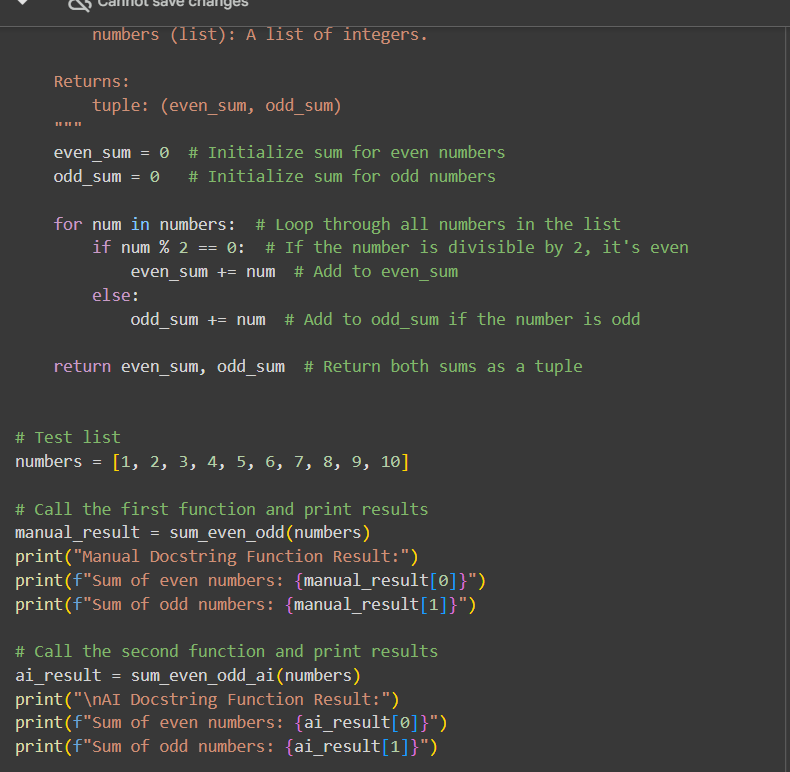 Cannot save changes
        numbers (list): A list of integers.

    Returns:
        tuple: (even_sum, odd_sum)
    """
    even_sum = 0  # Initialize sum for even numbers
    odd_sum = 0   # Initialize sum for odd numbers

    for num in numbers:  # Loop through all numbers in the list
        if num % 2 == 0:  # If the number is divisible by 2, it's even
            even_sum += num  # Add to even_sum
        else:
            odd_sum += num  # Add to odd_sum if the number is odd

    return even_sum, odd_sum  # Return both sums as a tuple


# Test list
numbers = [1, 2, 3, 4, 5, 6, 7, 8, 9, 10]

# Call the first function and print results
manual_result = sum_even_odd(numbers)
print("Manual Docstring Function Result:")
print(f"Sum of even numbers: {manual_result[0]}")
print(f"Sum of odd numbers: {manual_result[1]}")

# Call the second function and print results
ai_result = sum_even_odd_ai(numbers)
print("\nAI Docstring Function Result:")
print(f"Sum of even numbers: {ai_result[0]}")
print(f"Sum of odd numbers: {ai_result[1]}")